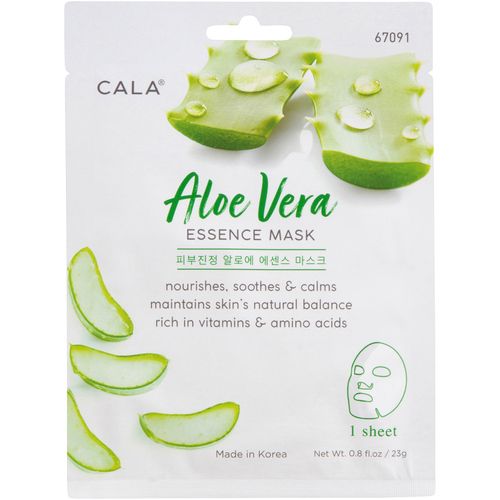 67091
CALA®
Aloe Vera
ESSENCE MASK
피부진정 알로에 에센스 마스크
nourishes, soothes & calms
maintains skin's natural balance
rich in vitamins & amino acids
1 sheet
Made in Korea
Net Wt. 0.8 fl.oz / 23g